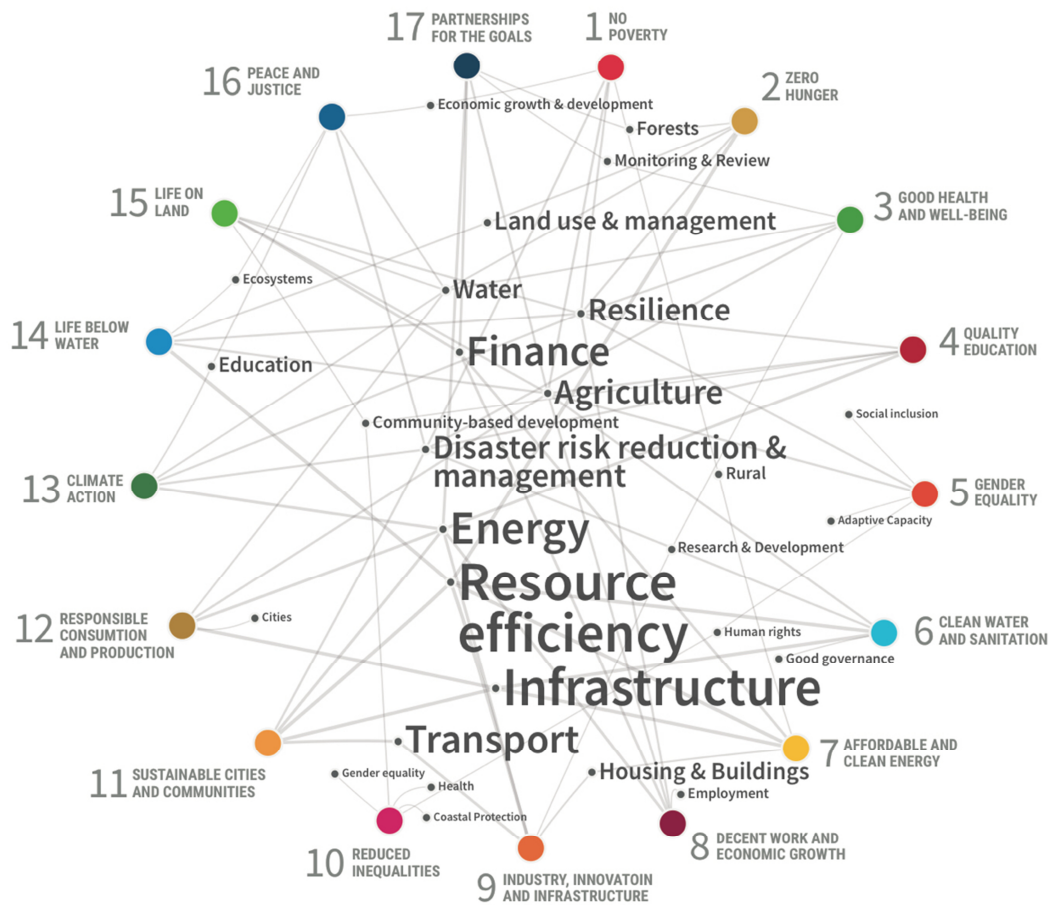 17 PARTNERSHIPS
FOR THE GOALS
1 NO
POVERTY
16 PEACE AND
JUSTICE
2 ZERO
HUNGER
Economic growth & development
Forests
Monitoring & Review
15 LIFE ON
LAND
3 GOOD HEALTH
AND WELL-BEING
Land use & management
Ecosystems
Water
Resilience
14 LIFE BELOW
WATER
4 QUALITY
EDUCATION
Finance
Education
Agriculture
Community-based development
Social inclusion
Disaster risk reduction &
management
Rural
13 CLIMATE
ACTION
5 GENDER
EQUALITY
Adaptive Capacity
Energy
Research & Development
Resource
efficiency
12 RESPONSIBLE
CONSUMTION
AND PRODUCTION
Cities
Human rights
6 CLEAN WATER
AND SANITATION
Good governance
Infrastructure
Transport
11 SUSTAINABLE CITIES
AND COMMUNITIES
7 AFFORDABLE AND
CLEAN ENERGY
Gender equality
Housing & Buildings
Health
Employment
Coastal Protection
10 REDUCED
INEQUALITIES
8 DECENT WORK AND
ECONOMIC GROWTH
9 INDUSTRY, INNOVATOIN
AND INFRASTRUCTURE